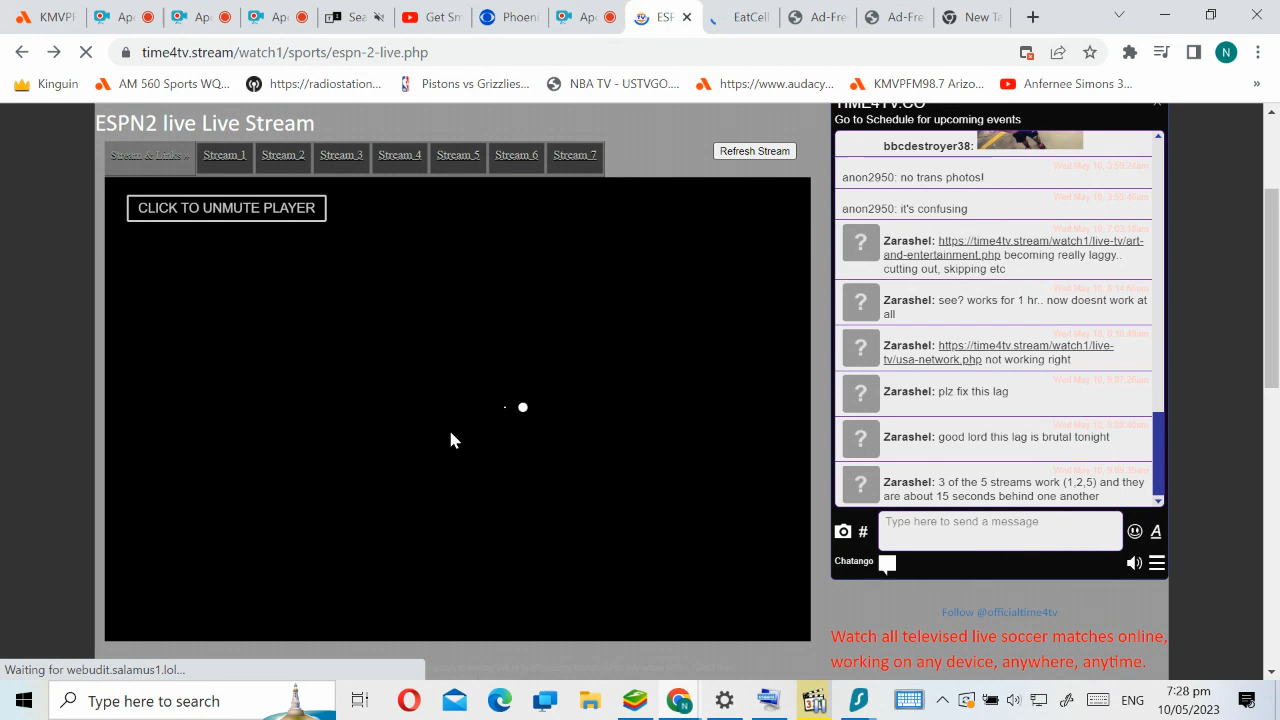 KMVP
Ap
Ap
Ap
Sea
Get Sm
Phoeni
Ap
ESP
EatCell
Ad-Fre
Ad-Fre
New Ta
time4tv.stream/watch1/sports/espn-2-live.php
N
Kinguin
AM 560 Sports WQ...
https://radiostation...
Pistons vs Grizzlies...
NBA TV - USTVGO....
https://www.audacy...
KMVPFM98.7 Arizo...
Anfernee Simons 3...
»
ESPN2 live Live Stream
Stream & Links »
Stream 1
Stream 2
Stream 3
Stream 4
Stream 5
Stream 6
Stream 7
Refresh Stream
CLICK TO UNMUTE PLAYER
TIME4TV.CO
Go to Schedule for upcoming events
bbcdestroyer38:
anon2950: no trans photos!
anon2950: it's confusing
Zarashel: https://time4tv.stream/watch1/live-tv/art-
and-entertainment.php becoming really laggy..
cutting out, skipping etc
Zarashel: see? works for 1 hr.. now doesnt work at
all
Zarashel: https://time4tv.stream/watch1/live-
tv/usa-network.php not working right
Zarashel: plz fix this lag
Zarashel: good lord this lag is brutal tonight
Zarashel: 3 of the 5 streams work (1,2,5) and they
are about 15 seconds behind one another
Type here to send a message
Chatango
Follow @officialtime4tv
Watch all televised live soccer matches online,
working on any device, anywhere, anytime.
Waiting for webudit.salamus1.lol...
Type here to search
ENG
7:28 pm
10/05/2023